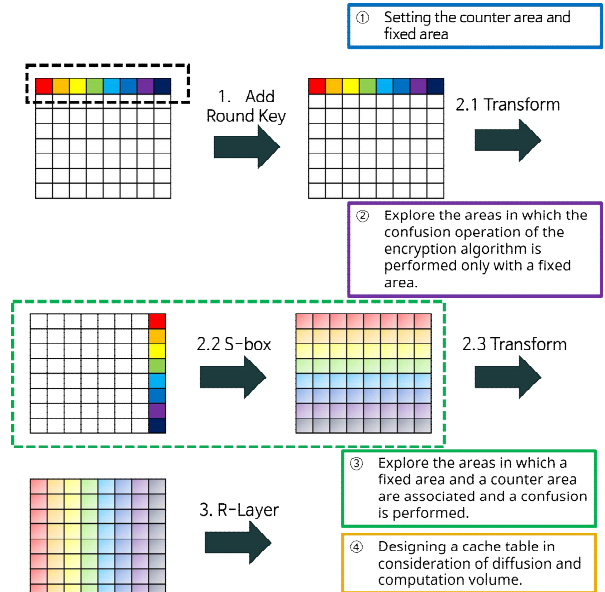 ① Setting the counter area and
fixed area
1. Add
Round Key
2.1 Transform
② Explore the areas in which the
confusion operation of the
encryption algorithm is
performed only with a fixed
area.
2.2 S-box
2.3 Transform
③ Explore the areas in which a
fixed area and a counter area
are associated and a confusion
is performed.
3. R-Layer
④ Designing a cache table in
consideration of diffusion and
computation volume.